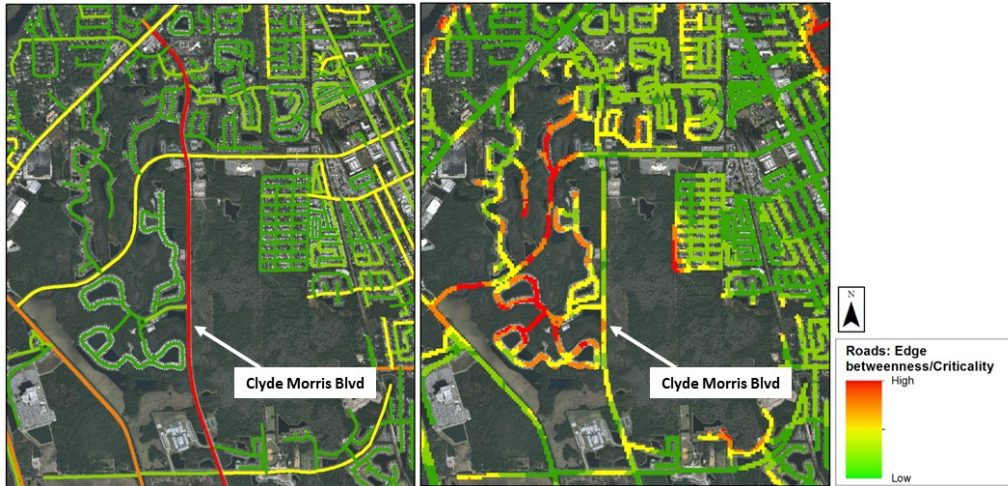 Clyde Morris Blvd
Clyde Morris Blvd
N
Roads: Edge
betweenness/Criticality
High
Low